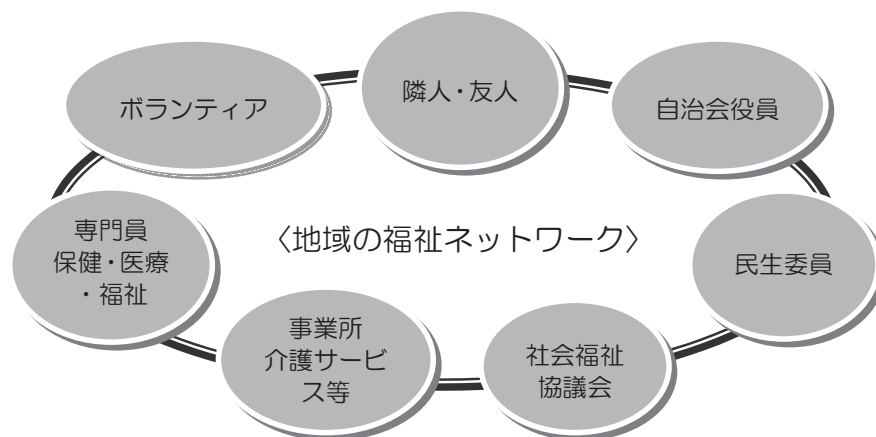 ボランティア
隣人・友人
自治会役員
専門員
保健・医療
・福祉
〈地域の福祉ネットワーク〉
民生委員
事業所
介護サービ
ス等
社会福祉
協議会